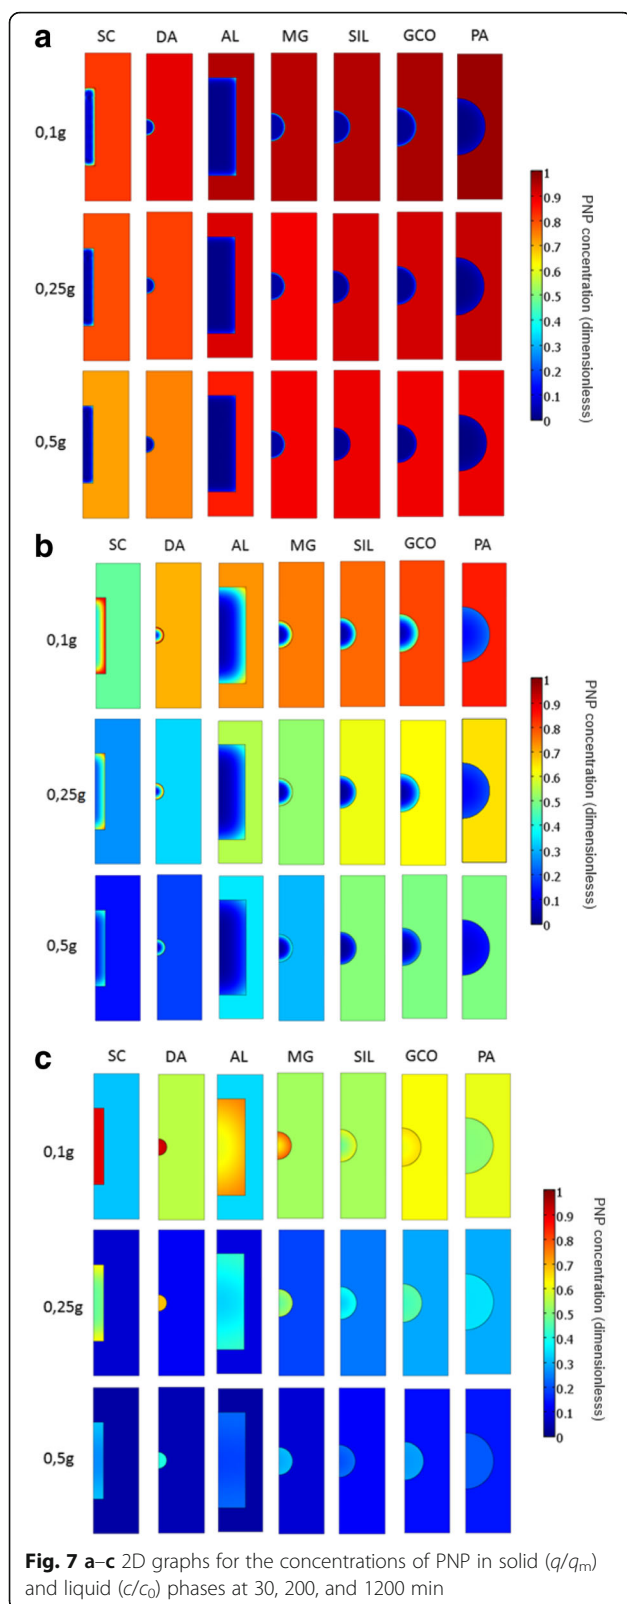 a
SC DA AL MG SIL GCO PA
0,1g
0,25g
0,5g
1
0.9
0.8
0.7
0.6
0.5
0.4
0.3
0.2
0.1
0
PNP concentration (dimensionlesss)
b
SC DA AL MG SIL GCO PA
0,1g
0,25g
0,5g
1
0.9
0.8
0.7
0.6
0.5
0.4
0.3
0.2
0.1
0
PNP concentration (dimensionlesss)
c
SC DA AL MG SIL GCO PA
0,1g
0,25g
0,5g
1
0.9
0.8
0.7
0.6
0.5
0.4
0.3
0.2
0.1
0
PNP concentration (dimensionlesss)
Fig. 7 a–c 2D graphs for the concentrations of PNP in solid (q/qm)
and liquid (c/c0) phases at 30, 200, and 1200 min